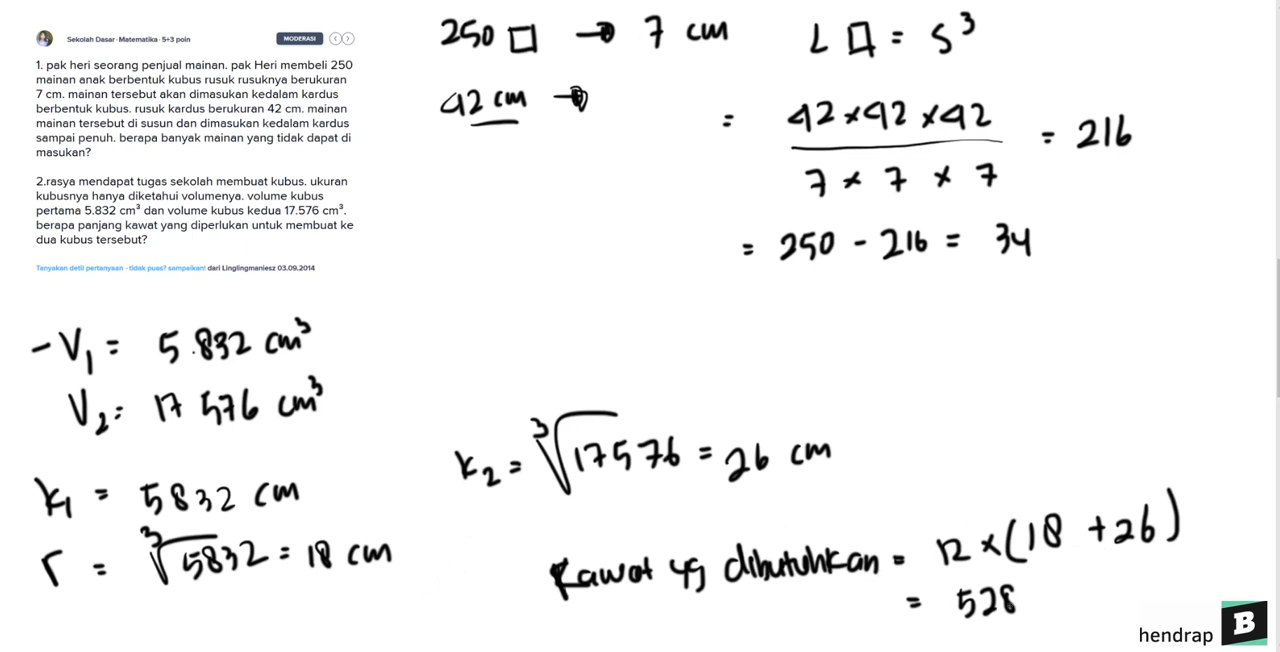 Sekolah Dasar · Matematika · 5+3 poin
MODERASI
1. pak heri seorang penjual mainan. pak Heri membeli 250
mainan anak berbentuk kubus rusuk rusuknya berukuran
7 cm. mainan tersebut akan dimasukan kedalam kardus
berbentuk kubus. rusuk kardus berukuran 42 cm. mainan
mainan tersebut di susun dan dimasukan kedalam kardus
sampai penuh. berapa banyak mainan yang tidak dapat di
masukan?
2.rasya mendapat tugas sekolah membuat kubus. ukuran
kubusnya hanya diketahui volumenya. volume kubus
pertama 5.832 cm³ dan volume kubus kedua 17.576 cm³.
berapa panjang kawat yang diperlukan untuk membuat ke
dua kubus tersebut?
Tanyakan detil pertanyaan - tidak puas? sampaikan! dari Linglingmaniesz 03.09.2014
250 □ → 7 cm
42 cm →
L □ = S³
= 42 × 42 × 42 / 7 × 7 × 7 = 216
= 250 - 216 = 34
- V₁ = 5.832 cm³
V₂ = 17 576 cm³
k₁ = 5832 cm
r = ³√5832 = 18 cm
k₂ = ³√17576 = 26 cm
Kawat yg dibutuhkan = 12 × (18 + 26)
= 528
hendrap B